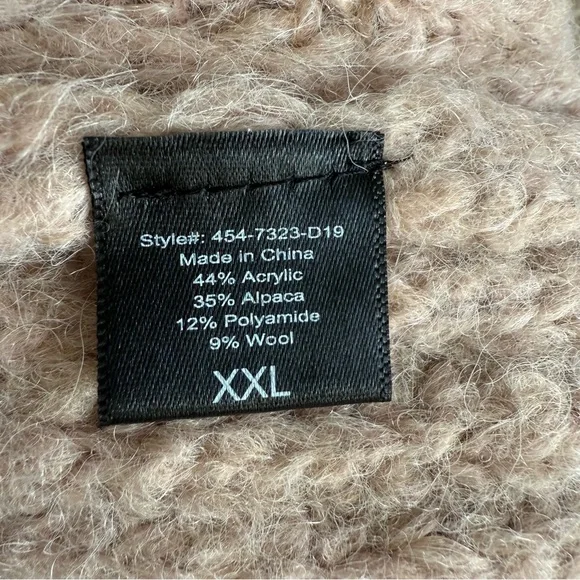 Style#: 454-7323-D19
Made in China
44% Acrylic
35% Alpaca
12% Polyamide
9% Wool
XXL